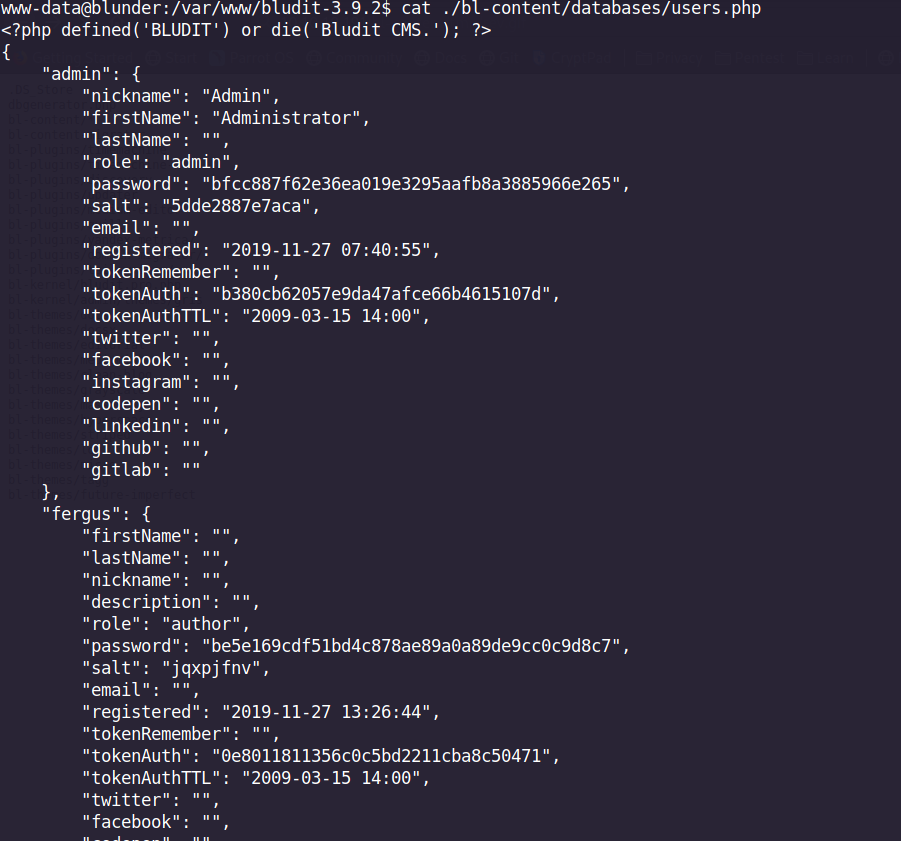 www-data@blunder:/var/www/bludit-3.9.2$ cat ./bl-content/databases/users.php
<?php defined('BLUDIT') or die('Bludit CMS.'); ?>
{
    "admin": {
        "nickname": "Admin",
        "firstName": "Administrator",
        "lastName": "",
        "role": "admin",
        "password": "bfcc887f62e36ea019e3295aafb8a3885966e265",
        "salt": "5dde2887e7aca",
        "email": "",
        "registered": "2019-11-27 07:40:55",
        "tokenRemember": "",
        "tokenAuth": "b380cb62057e9da47afce66b4615107d",
        "tokenAuthTTL": "2009-03-15 14:00",
        "twitter": "",
        "facebook": "",
        "instagram": "",
        "codepen": "",
        "linkedin": "",
        "github": "",
        "gitlab": ""
    },
    "fergus": {
        "firstName": "",
        "lastName": "",
        "nickname": "",
        "description": "",
        "role": "author",
        "password": "be5e169cdf51bd4c878ae89a0a89de9cc0c9d8c7",
        "salt": "jqxpjfnv",
        "email": "",
        "registered": "2019-11-27 13:26:44",
        "tokenRemember": "",
        "tokenAuth": "0e8011811356c0c5bd2211cba8c50471",
        "tokenAuthTTL": "2009-03-15 14:00",
        "twitter": "",
        "facebook": "",
        "codepen": "",